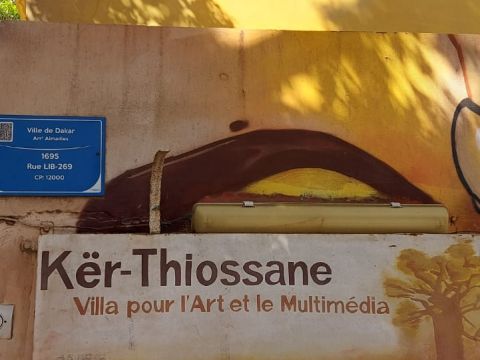 Ville de Dakar
Arr' Almadies
1695
Rue LIB-269
CP: 12000
Kër-Thiossane
Villa pour l'Art et le Multimédia